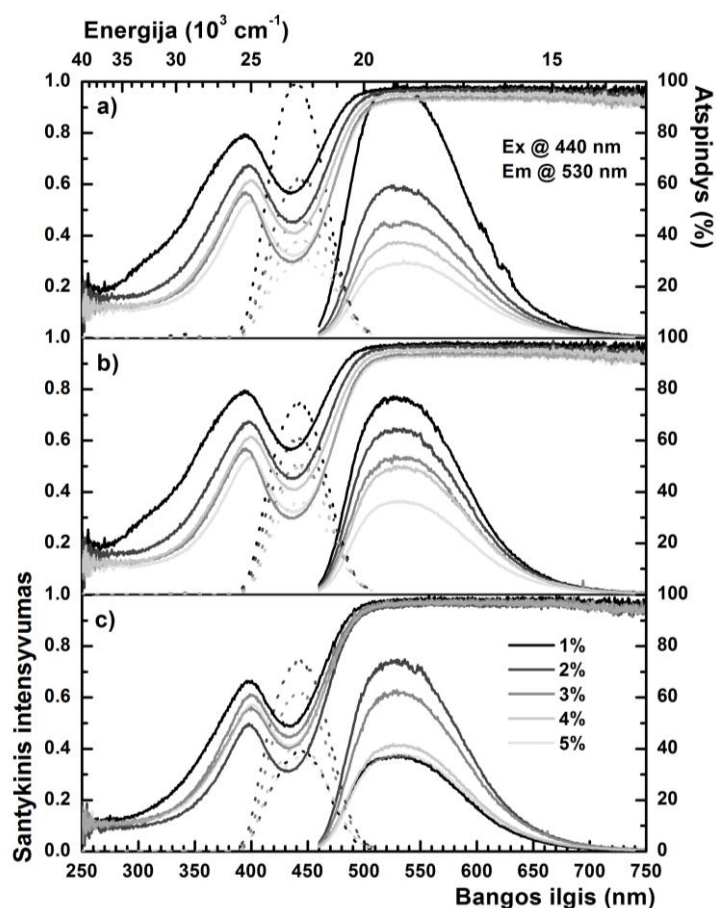 Energija (10³ cm⁻¹)
40 35 30 25 20 15
1.0 100
a)
Ex @ 440 nm
Em @ 530 nm
0.8 80
0.6 60
0.4 40
0.2 20
1.0 100
b)
0.8 80
0.6 60
0.4 40
0.2 20
1.0 100
c)
1%
2%
3%
4%
5%
0.8 80
0.6 60
0.4 40
0.2 20
0.0 0
250 300 350 400 450 500 550 600 650 700 750
Bangos ilgis (nm)
Santykinis intensyvumas
Atspindys (%)